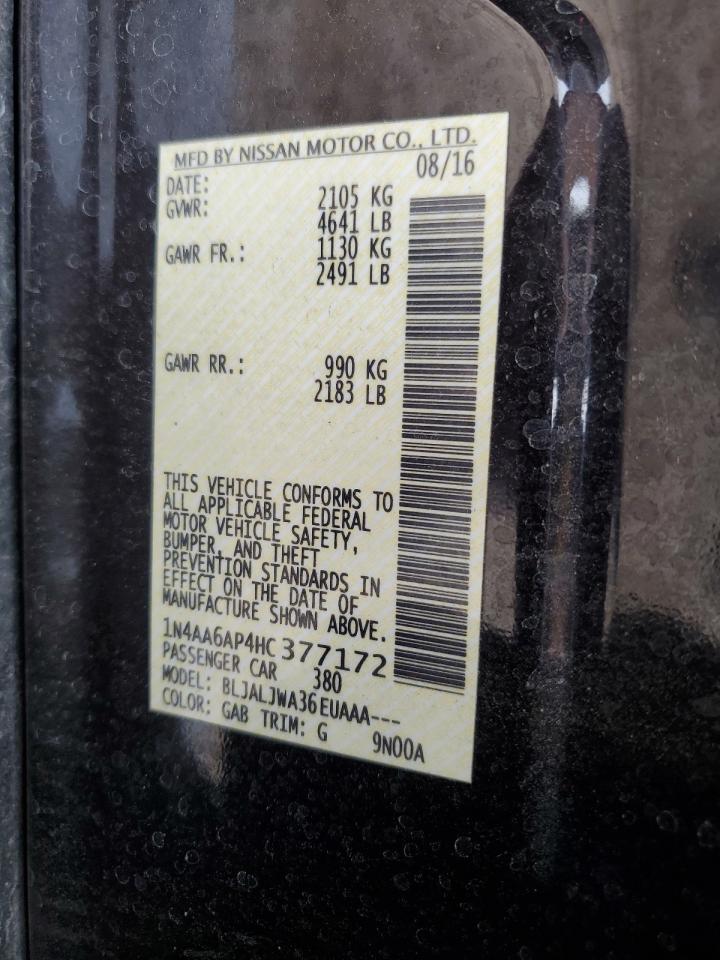 MFD BY NISSAN MOTOR CO., LTD.
DATE: 08/16
GVWR: 2105 KG
4641 LB
GAWR FR.: 1130 KG
2491 LB
GAWR RR.: 990 KG
2183 LB
THIS VEHICLE CONFORMS TO
ALL APPLICABLE FEDERAL
MOTOR VEHICLE SAFETY,
BUMPER, AND THEFT
PREVENTION STANDARDS IN
EFFECT ON THE DATE OF
MANUFACTURE SHOWN ABOVE.
1N4AA6AP4HC377172
PASSENGER CAR 380
MODEL: BLJALJWA36EUAAA---
COLOR: GAB TRIM: G 9N00A